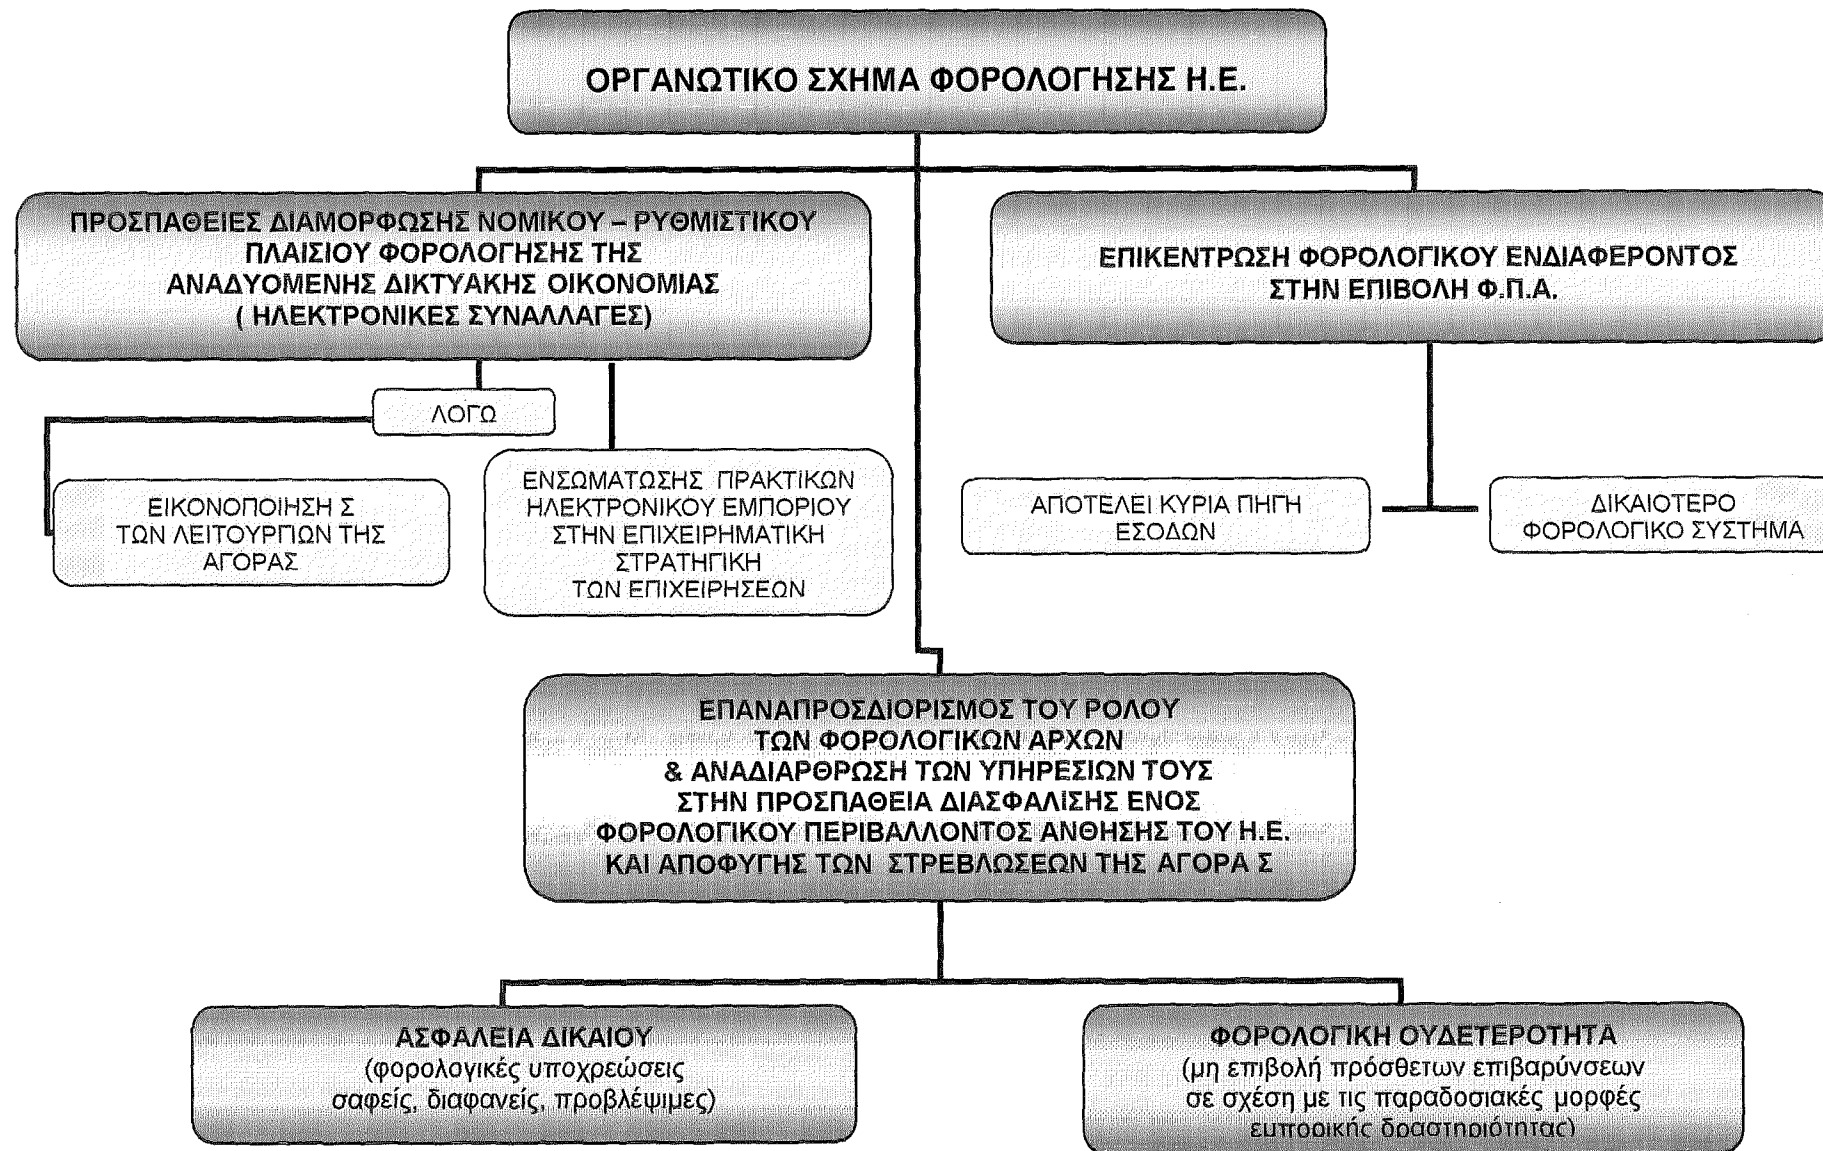 ΟΡΓΑΝΩΤΙΚΟ ΣΧΗΜΑ ΦΟΡΟΛΟΓΗΣΗΣ Η.Ε.
ΠΡΟΣΠΑΘΕΙΕΣ ΔΙΑΜΟΡΦΩΣΗΣ ΝΟΜΙΚΟΥ – ΡΥΘΜΙΣΤΙΚΟΥ
ΠΛΑΙΣΙΟΥ ΦΟΡΟΛΟΓΗΣΗΣ ΤΗΣ
ΑΝΑΔΥΟΜΕΝΗΣ ΔΙΚΤΥΑΚΗΣ ΟΙΚΟΝΟΜΙΑΣ
( ΗΛΕΚΤΡΟΝΙΚΕΣ ΣΥΝΑΛΛΑΓΕΣ)
ΕΠΙΚΕΝΤΡΩΣΗ ΦΟΡΟΛΟΓΙΚΟΥ ΕΝΔΙΑΦΕΡΟΝΤΟΣ
ΣΤΗΝ ΕΠΙΒΟΛΗ Φ.Π.Α.
ΛΟΓΩ
ΕΙΚΟΝΟΠΟΙΗΣΗ Σ
ΤΩΝ ΛΕΙΤΟΥΡΓΙΩΝ ΤΗΣ
ΑΓΟΡΑΣ
ΕΝΣΩΜΑΤΩΣΗΣ ΠΡΑΚΤΙΚΩΝ
ΗΛΕΚΤΡΟΝΙΚΟΥ ΕΜΠΟΡΙΟΥ
ΣΤΗΝ ΕΠΙΧΕΙΡΗΜΑΤΙΚΗ
ΣΤΡΑΤΗΓΙΚΗ
ΤΩΝ ΕΠΙΧΕΙΡΗΣΕΩΝ
ΑΠΟΤΕΛΕΙ ΚΥΡΙΑ ΠΗΓΗ
ΕΣΟΔΩΝ
ΔΙΚΑΙΟΤΕΡΟ
ΦΟΡΟΛΟΓΙΚΟ ΣΥΣΤΗΜΑ
ΕΠΑΝΑΠΡΟΣΔΙΟΡΙΣΜΟΣ ΤΟΥ ΡΟΛΟΥ
ΤΩΝ ΦΟΡΟΛΟΓΙΚΩΝ ΑΡΧΩΝ
& ΑΝΑΔΙΑΡΘΡΩΣΗ ΤΩΝ ΥΠΗΡΕΣΙΩΝ ΤΟΥΣ
ΣΤΗΝ ΠΡΟΣΠΑΘΕΙΑ ΔΙΑΣΦΑΛΙΣΗΣ ΕΝΟΣ
ΦΟΡΟΛΟΓΙΚΟΥ ΠΕΡΙΒΑΛΛΟΝΤΟΣ ΑΝΘΗΣΗΣ ΤΟΥ Η.Ε.
ΚΑΙ ΑΠΟΦΥΓΗΣ ΤΩΝ ΣΤΡΕΒΛΩΣΕΩΝ ΤΗΣ ΑΓΟΡΑ Σ
ΑΣΦΑΛΕΙΑ ΔΙΚΑΙΟΥ
(φορολογικές υποχρεώσεις
σαφείς, διαφανείς, προβλέψιμες)
ΦΟΡΟΛΟΓΙΚΗ ΟΥΔΕΤΕΡΟΤΗΤΑ
(μη επιβολή πρόσθετων επιβαρύνσεων
σε σχέση με τις παραδοσιακές μορφές
εμπορικής δραστηριότητας)